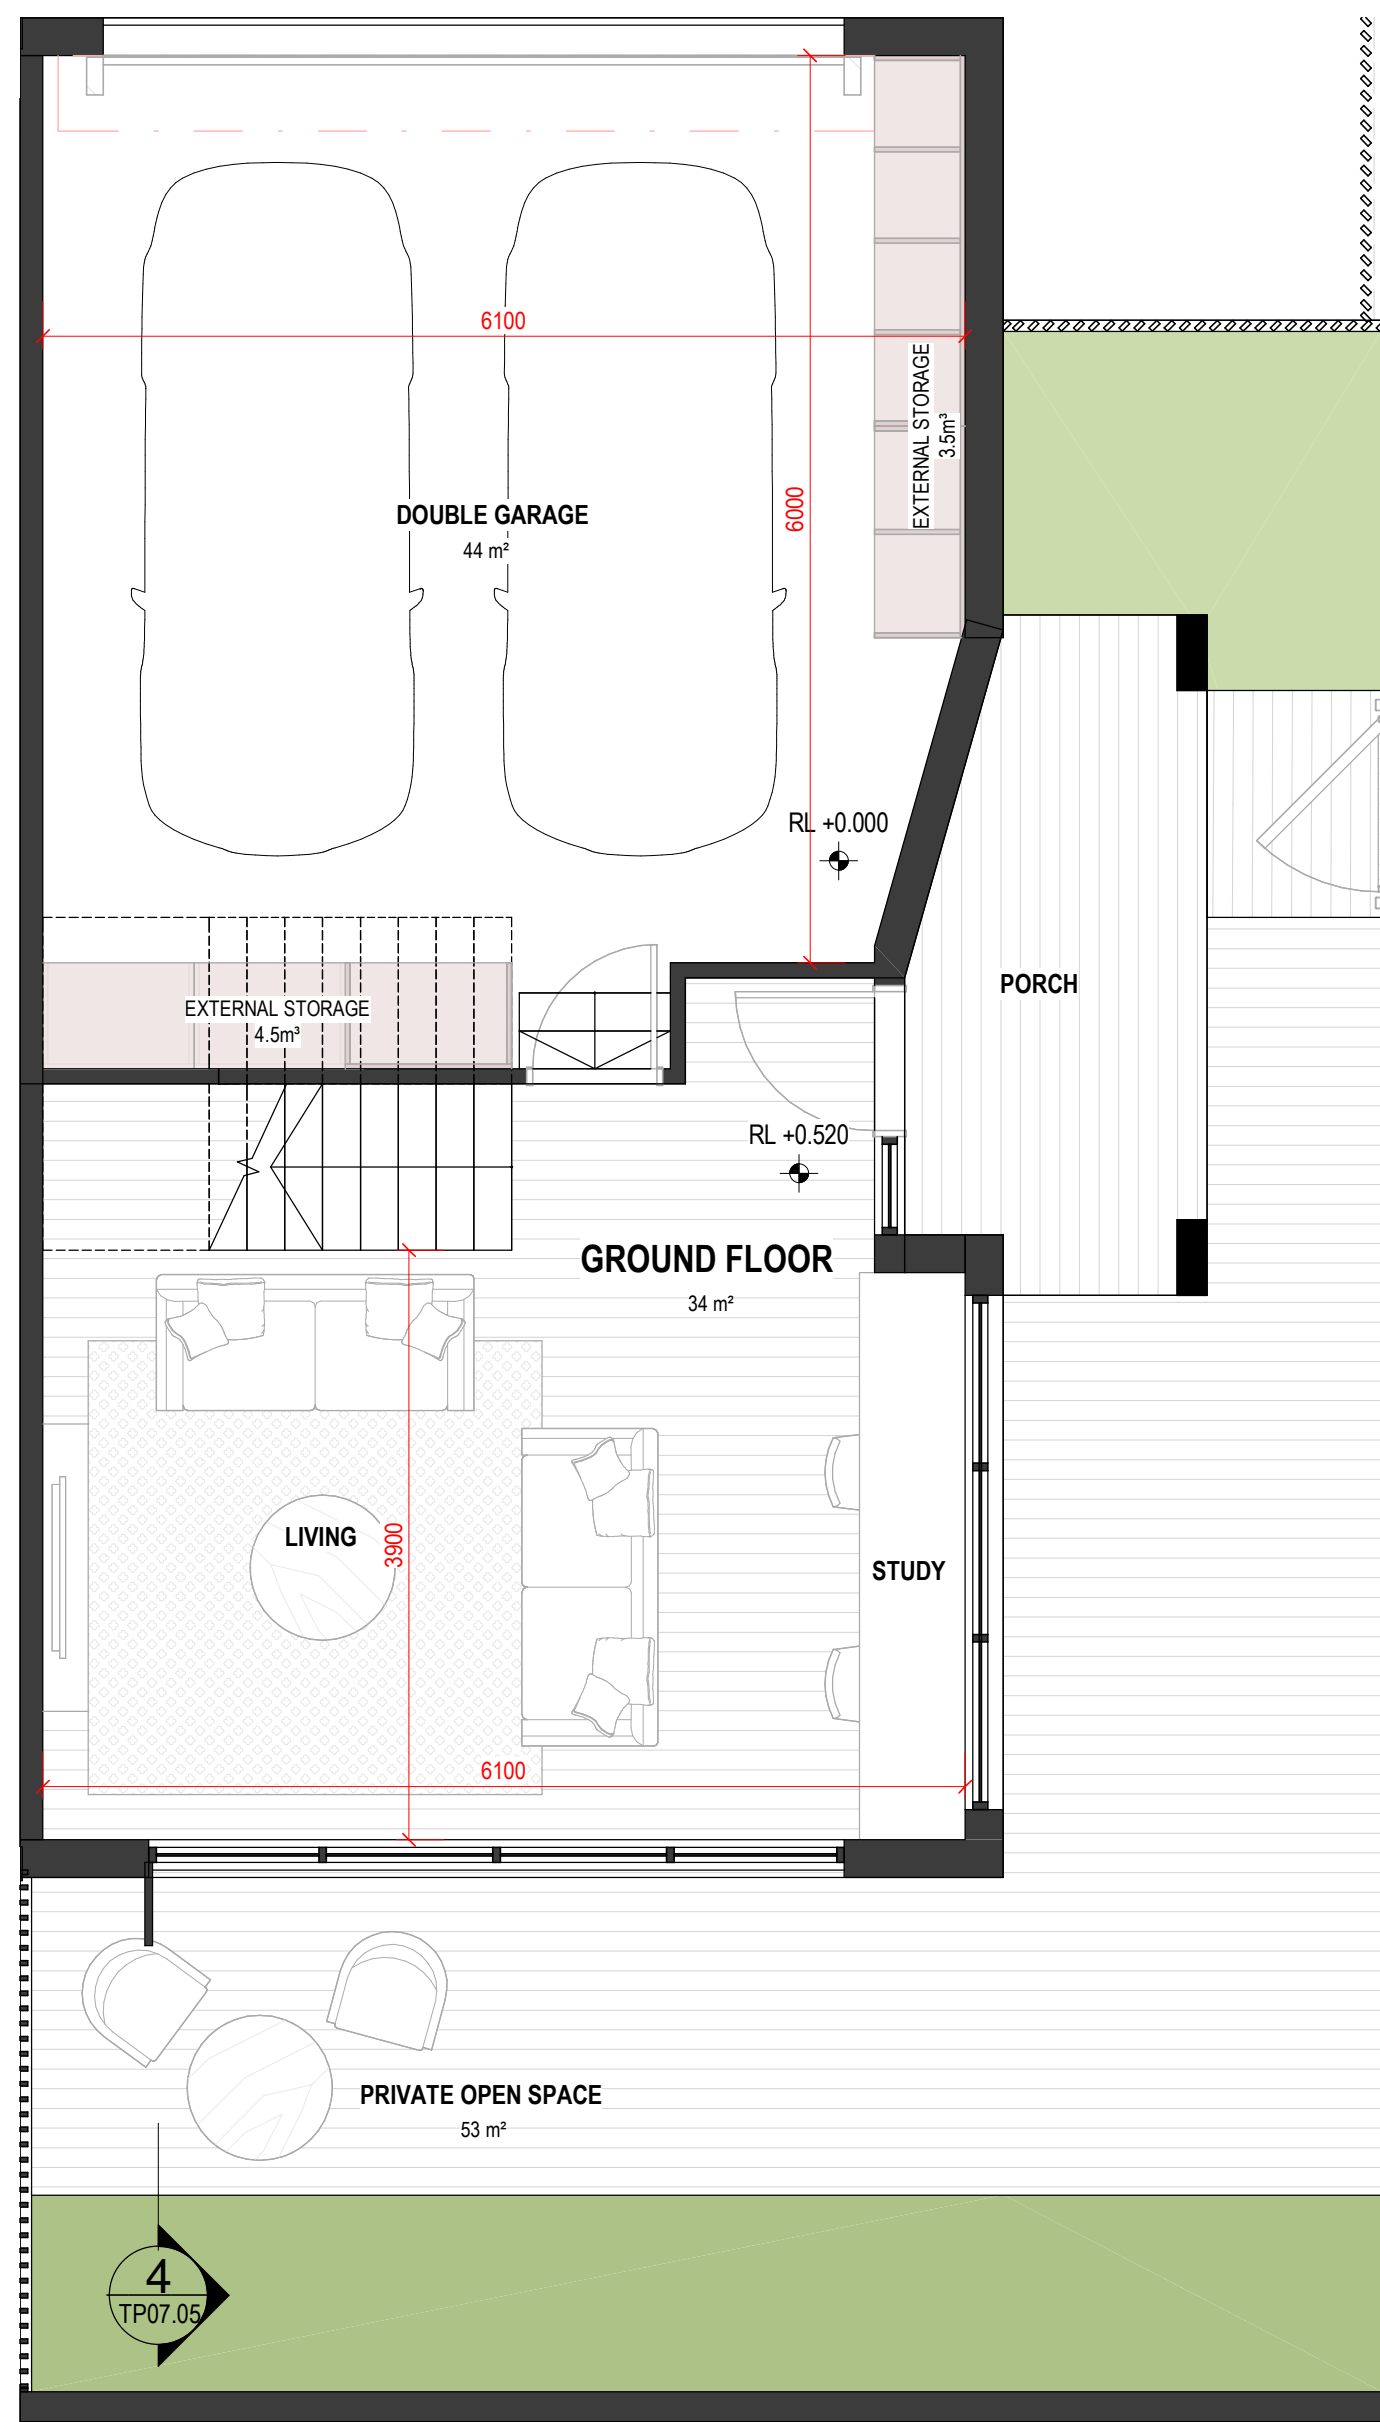 6100
EXTERNAL STORAGE
3.5m³
6000
DOUBLE GARAGE
44 m²
RL +0.000
PORCH
EXTERNAL STORAGE
4.5m³
RL +0.520
GROUND FLOOR
34 m²
LIVING
3900
STUDY
6100
PRIVATE OPEN SPACE
53 m²
4
TP07.05